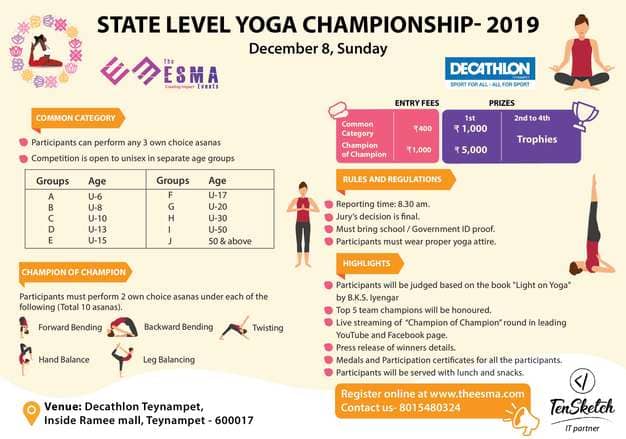 STATE LEVEL YOGA CHAMPIONSHIP- 2019
December 8, Sunday
The
ESMA
Creating Impact Events
DECATHLON
TEYNAMPET
SPORT FOR ALL - ALL FOR SPORT
COMMON CATEGORY
Participants can perform any 3 own choice asanas
Competition is open to unisex in separate age groups
Groups Age Groups Age
A U-6 F U-17
B U-8 G U-20
C U-10 H U-30
D U-13 I U-50
E U-15 J 50 & above
CHAMPION OF CHAMPION
Participants must perform 2 own choice asanas under each of the
following (Total 10 asanas).
Forward Bending Backward Bending Twisting
Hand Balance Leg Balancing
Venue: Decathlon Teynampet,
Inside Ramee mall, Teynampet - 600017
ENTRY FEES PRIZES
1st 2nd to 4th
Common
Category ₹400 ₹ 1,000
Trophies
Champion
of Champion ₹1,000 ₹ 5,000
RULES AND REGULATIONS
Reporting time: 8.30 am.
Jury's decision is final.
Must bring school / Government ID proof.
Participants must wear proper yoga attire.
HIGHLIGHTS
Participants will be judged based on the book "Light on Yoga"
by B.K.S. Iyengar
Top 5 team champions will be honoured.
Live streaming of "Champion of Champion" round in leading
YouTube and Facebook page.
Press release of winners details.
Medals and Participation certificates for all the participants.
Participants will be served with lunch and snacks.
Register online at www.theesma.com
Contact us- 8015480324
</>
TenSketch
IT partner